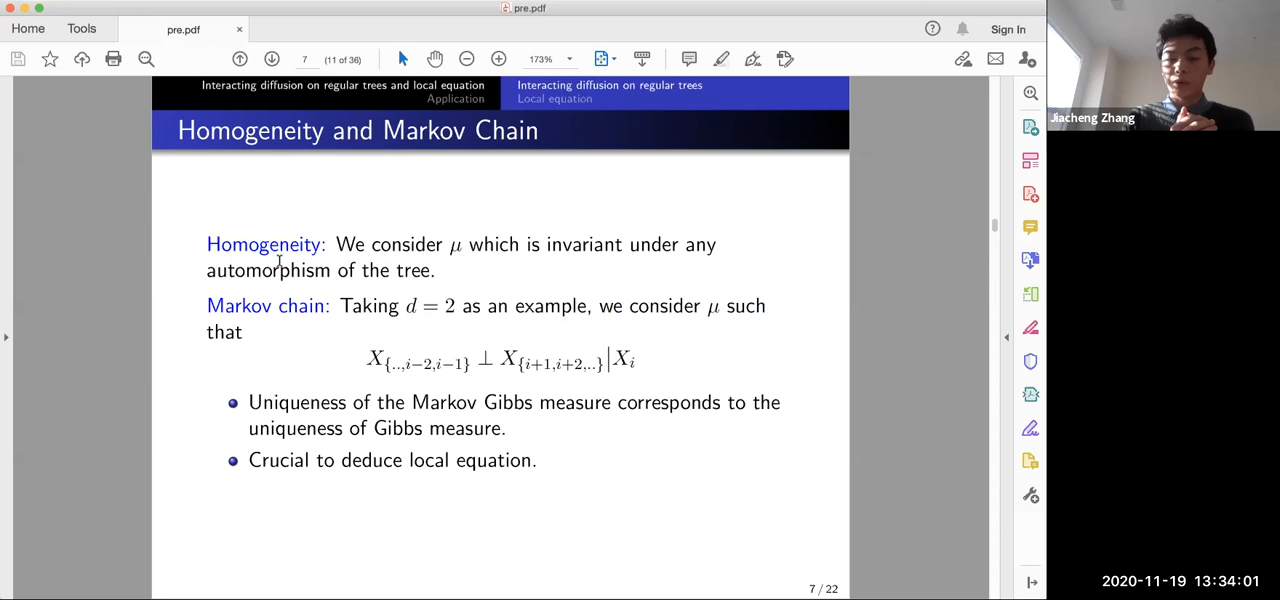 pre.pdf
Home Tools pre.pdf × Sign In
7 (11 of 36) 173%
Interacting diffusion on regular trees and local equation
Application
Interacting diffusion on regular trees
Local equation
Homogeneity and Markov Chain
Homogeneity: We consider μ which is invariant under any
automorphism of the tree.
Markov chain: Taking d = 2 as an example, we consider μ such
that
X_{..,i−2,i−1} ⊥ X_{i+1,i+2,..}|X_i
Uniqueness of the Markov Gibbs measure corresponds to the
uniqueness of Gibbs measure.
Crucial to deduce local equation.
7 / 22
Jiacheng Zhang
2020-11-19 13:34:01